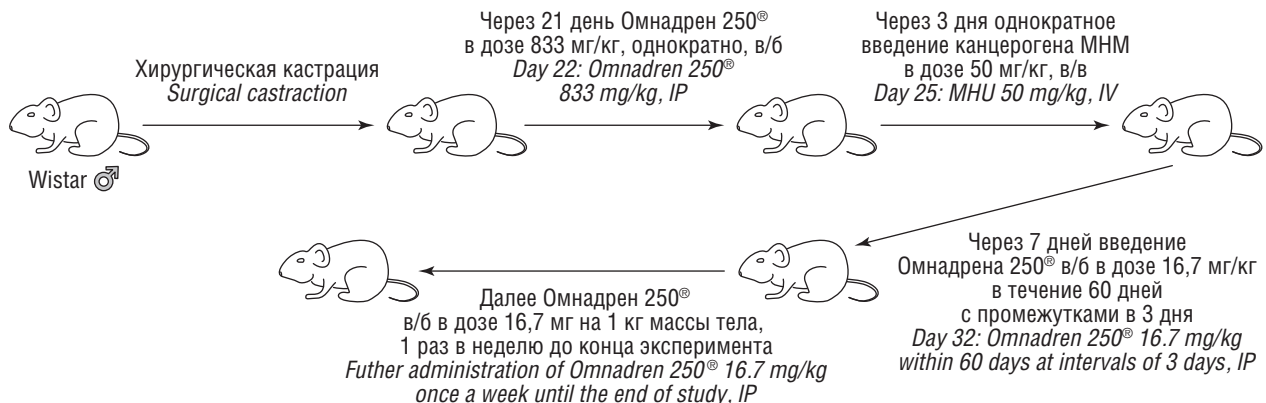 Хирургическая кастрация
Surgical castraction
Через 21 день Омнадрен 250®
в дозе 833 мг/кг, однократно, в/б
Day 22: Omnadren 250®
833 mg/kg, IP
Через 3 дня однократное
введение канцерогена МНМ
в дозе 50 мг/кг, в/в
Day 25: MHU 50 mg/kg, IV
Wistar ♂
Через 7 дней введение
Омнадрена 250® в/б в дозе 16,7 мг/кг
в течение 60 дней
с промежутками в 3 дня
Day 32: Omnadren 250® 16.7 mg/kg
within 60 days at intervals of 3 days, IP
Далее Омнадрен 250®
в/б в дозе 16,7 мг на 1 кг массы тела,
1 раз в неделю до конца эксперимента
Futher administration of Omnadren 250® 16.7 mg/kg
once a week until the end of study, IP